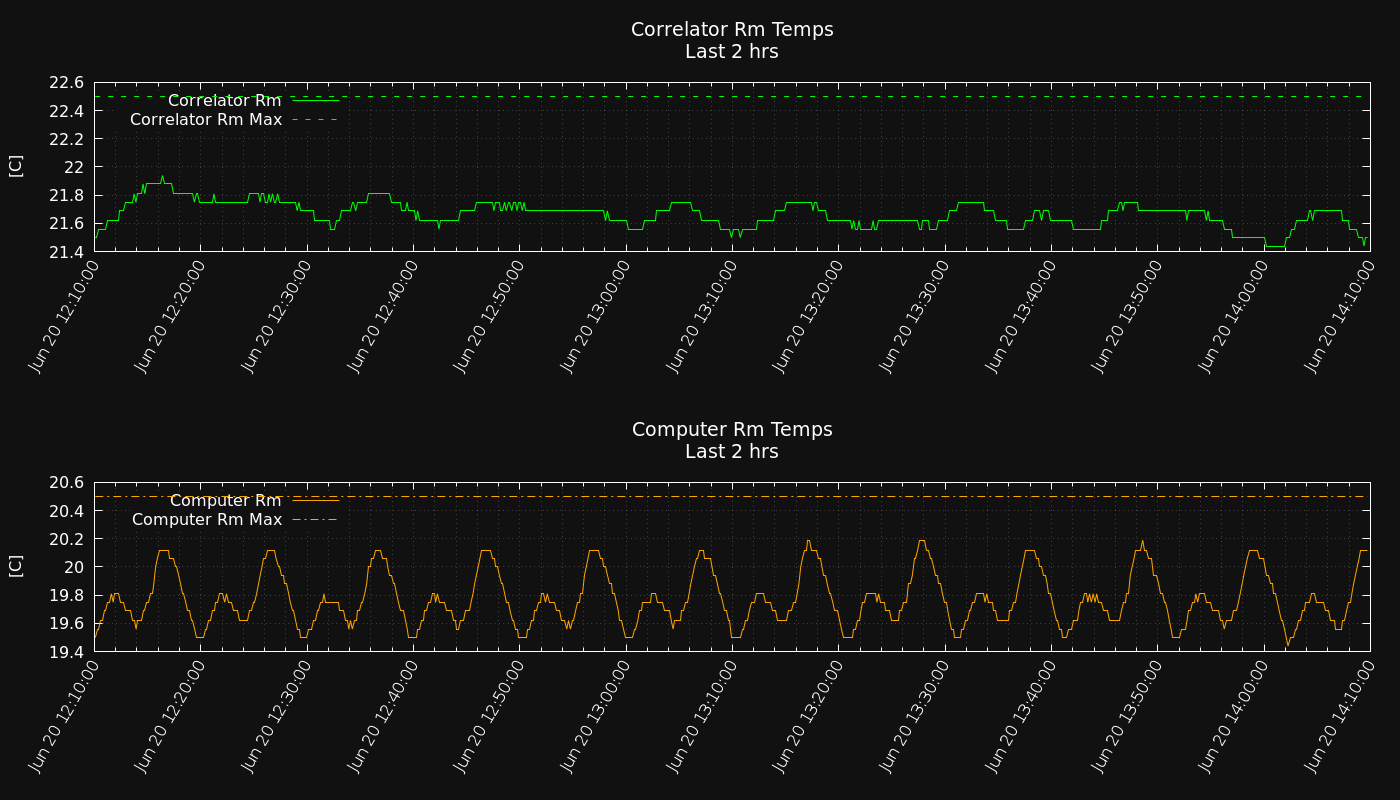 Correlator Rm Temps
Last 2 hrs
22.6
22.4
22.2
22
21.8
21.6
21.4
[C]
Correlator Rm
Correlator Rm Max
Jun 20 12:10:00
Jun 20 12:20:00
Jun 20 12:30:00
Jun 20 12:40:00
Jun 20 12:50:00
Jun 20 13:00:00
Jun 20 13:10:00
Jun 20 13:20:00
Jun 20 13:30:00
Jun 20 13:40:00
Jun 20 13:50:00
Jun 20 14:00:00
Jun 20 14:10:00
Computer Rm Temps
Last 2 hrs
20.6
20.4
20.2
20
19.8
19.6
19.4
[C]
Computer Rm
Computer Rm Max
Jun 20 12:10:00
Jun 20 12:20:00
Jun 20 12:30:00
Jun 20 12:40:00
Jun 20 12:50:00
Jun 20 13:00:00
Jun 20 13:10:00
Jun 20 13:20:00
Jun 20 13:30:00
Jun 20 13:40:00
Jun 20 13:50:00
Jun 20 14:00:00
Jun 20 14:10:00